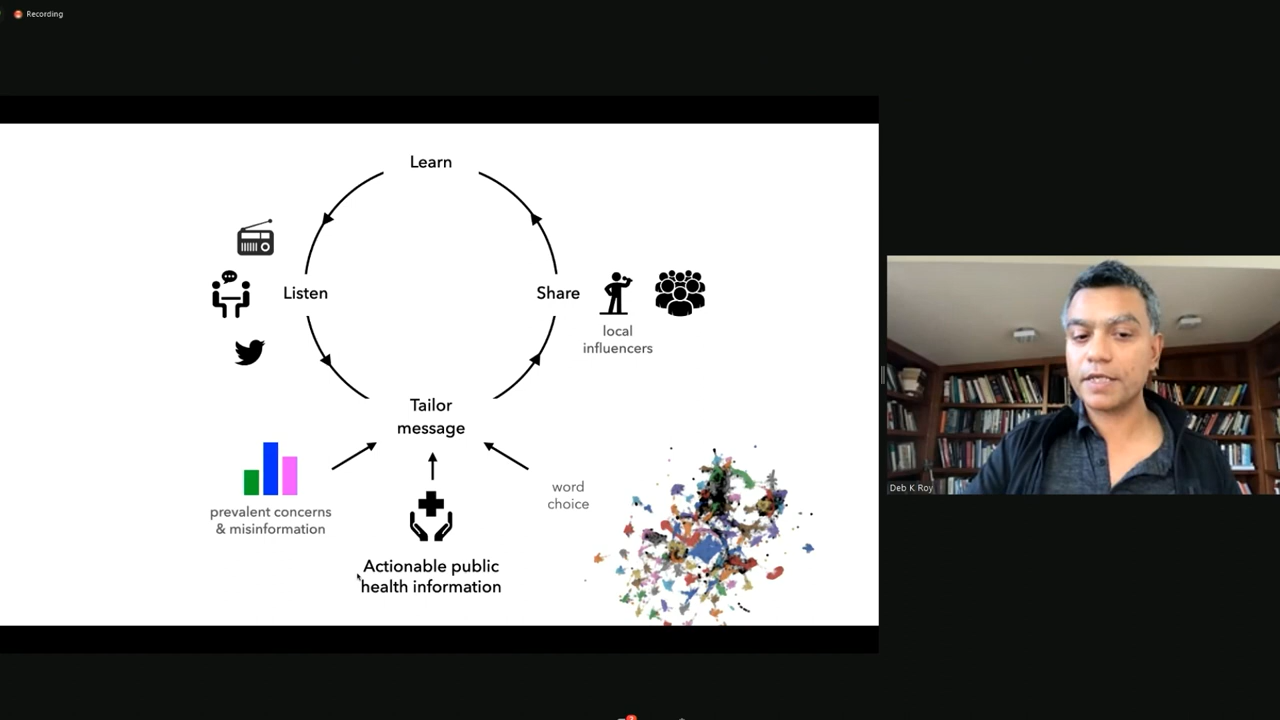 Recording
Learn
Listen
Share
local
influencers
Tailor
message
prevalent concerns
& misinformation
word
choice
Actionable public
health information
Deb K Roy